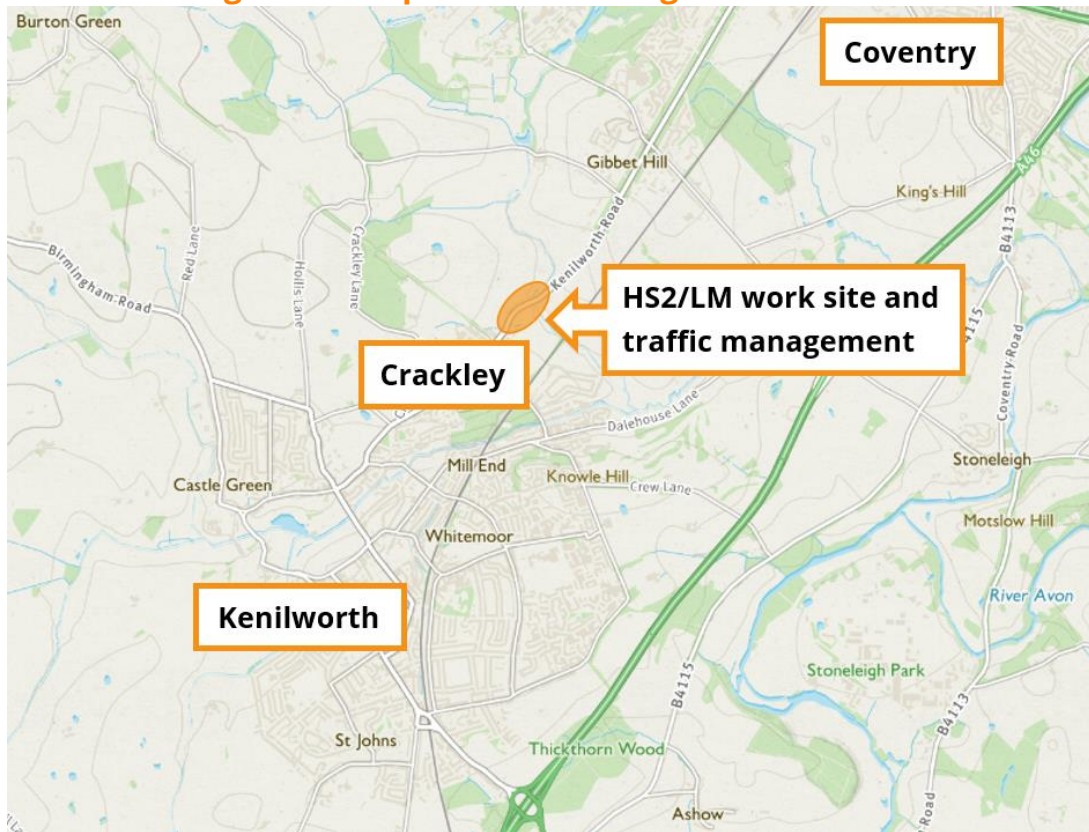 Burton Green
Coventry
Gibbet Hill
A46
King's Hill
Kenilworth Road
B4113
Red Lane
Crackley Lane
Birmingham Road
Hollis Lane
HS2/LM work site and
traffic management
Crackley
Coventry Road
Dalehouse Lane
Mill End
Stoneleigh
Castle Green
Knowle Hill
Crew Lane
Motslow Hill
Whitemoor
River Avon
Kenilworth
Stoneleigh Park
B4115
B4113
St Johns
Thickthorn Wood
Ashow
Road